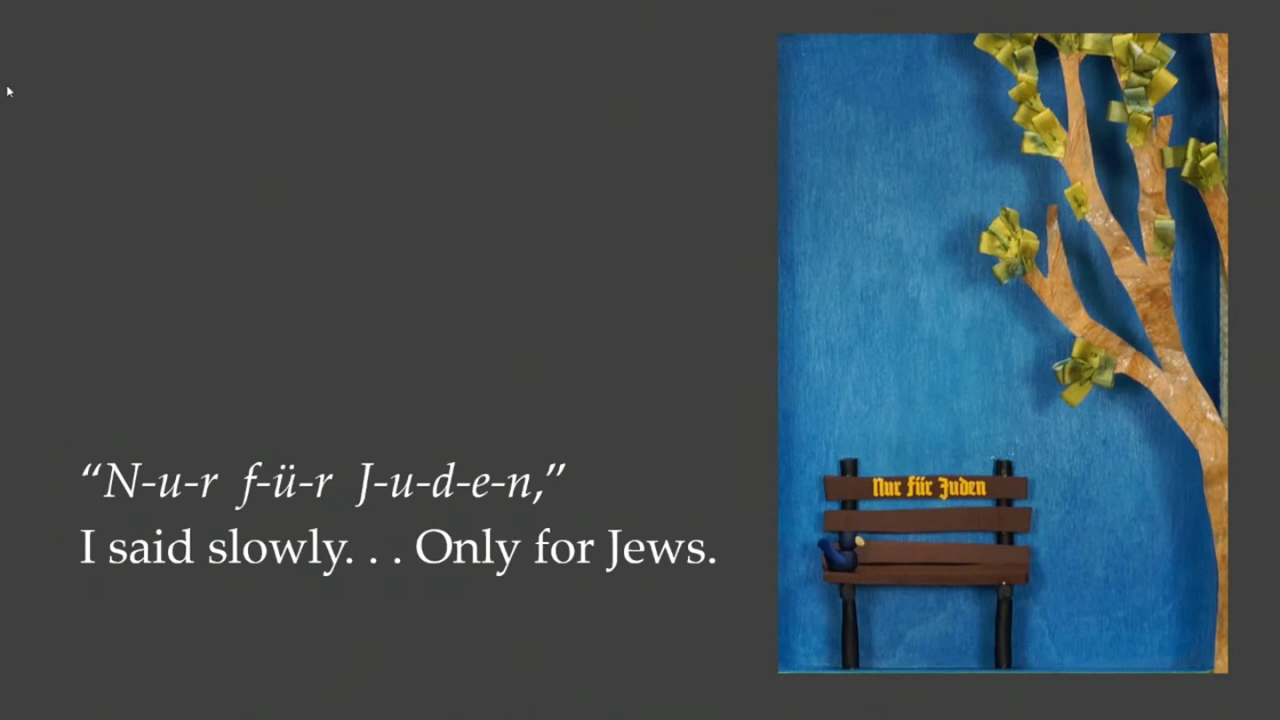 “N-u-r f-ü-r J-u-d-e-n,”
I said slowly. . . Only for Jews.
Nur für Juden